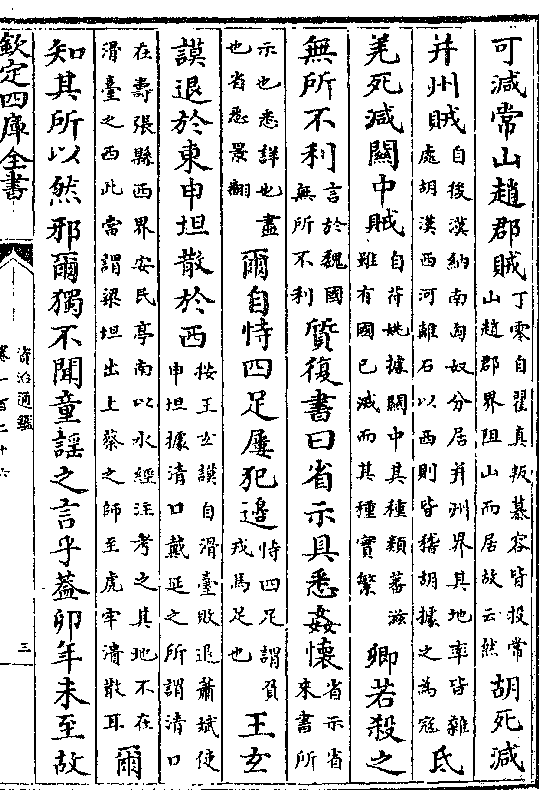 可減常山趙郡賊丁零自翟真叛慕容皆投常山趙郡界阻山而居故云然胡死減
并州賊自後漢納南匈奴分居并州界其地率皆雜處胡漢西河離石以西則皆稽胡據之為寇氐
羌死減關中賊自苻姚據關中其種類蕃滋雖有國已滅而其種實繁卿若殺之
無所不利言於魏國無所不利質復書曰省示具悉姦懷省示省來書所
示也悉詳也盡也省悉景翻爾自恃四足屢犯邉恃四足謂負戎馬足也王玄
謨退於東申坦散於西按王玄謨自滑臺敗退蕭斌使申坦據清口戴延之所謂清口
在壽張縣西界安民亭南以水經注考之其地不在滑臺之西此當謂梁坦出上蔡之師至虎牢潰散耳爾
知其所以然邪爾獨不聞童謡之言乎蓋卯年未至故
欽定四庫全書
資治通鑑
卷一百二十六
三